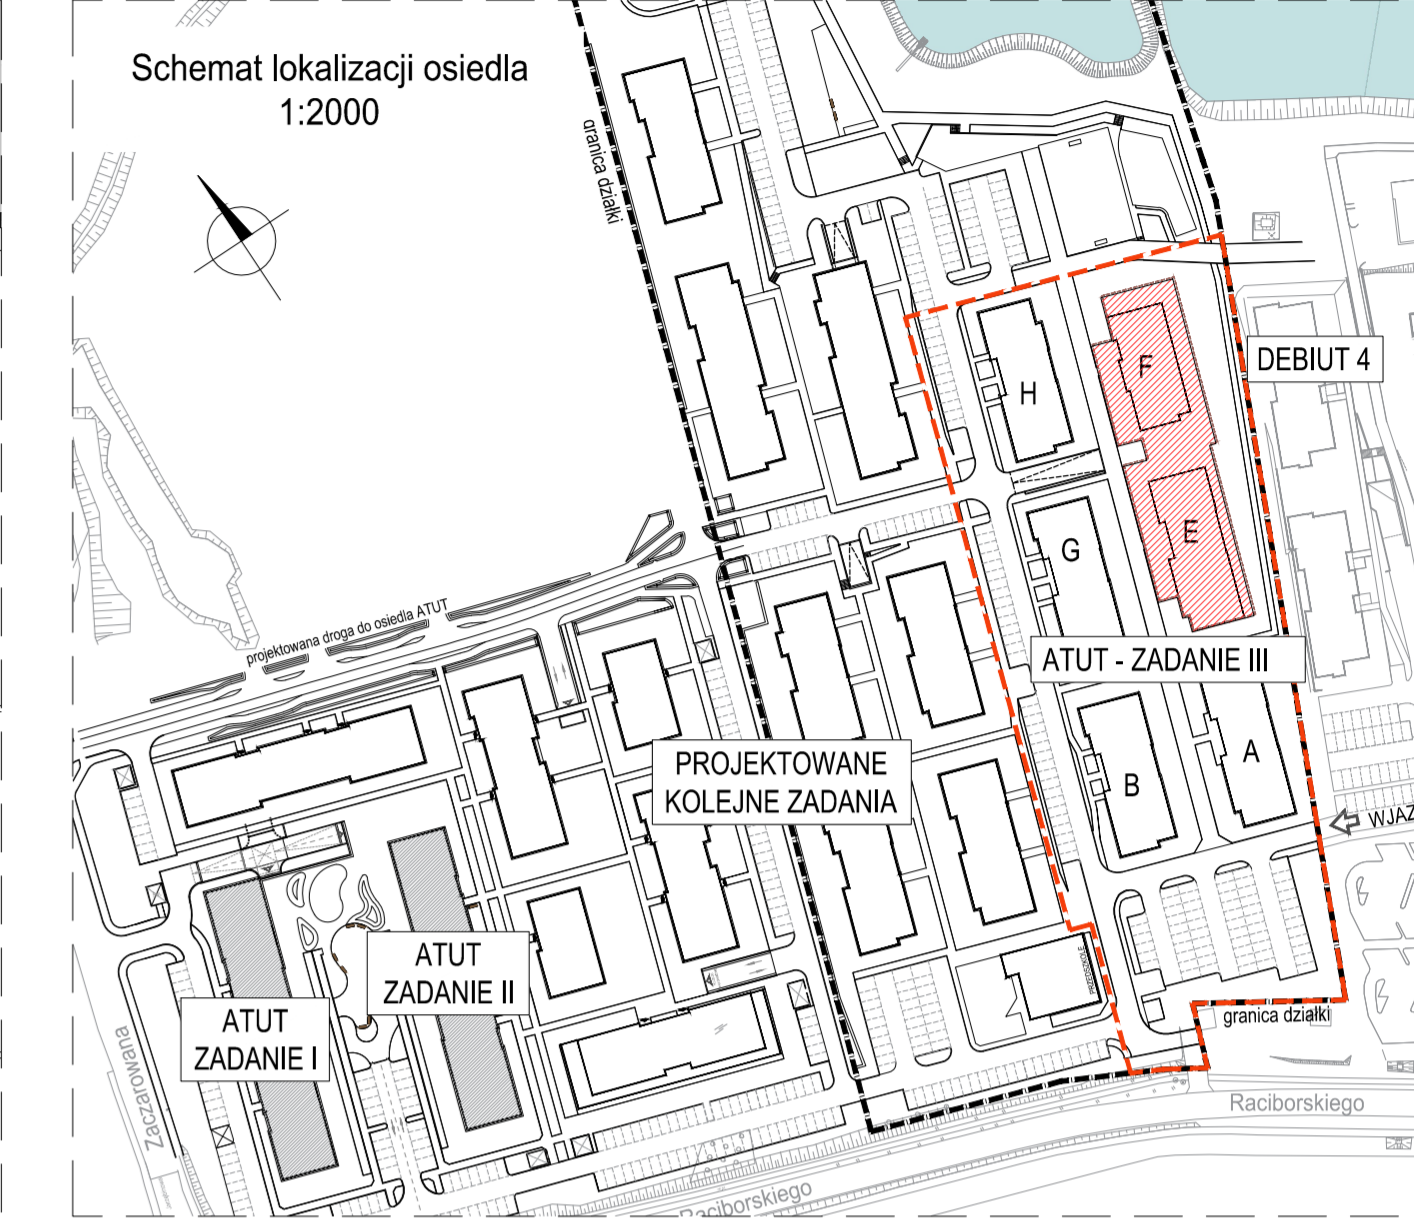 Schemat lokalizacji osiedla
1:2000
granica działki
DEBIUT 4
F
H
E
G
projektowana droga do osiedla ATUT
ATUT - ZADANIE III
PROJEKTOWANE
KOLEJNE ZADANIA
A
B
WJAZ
ATUT
ZADANIE II
PRZEDSZKOLE
ATUT
ZADANIE I
granica działki
Zaczarowana
Raciborskiego
Raciborskiego